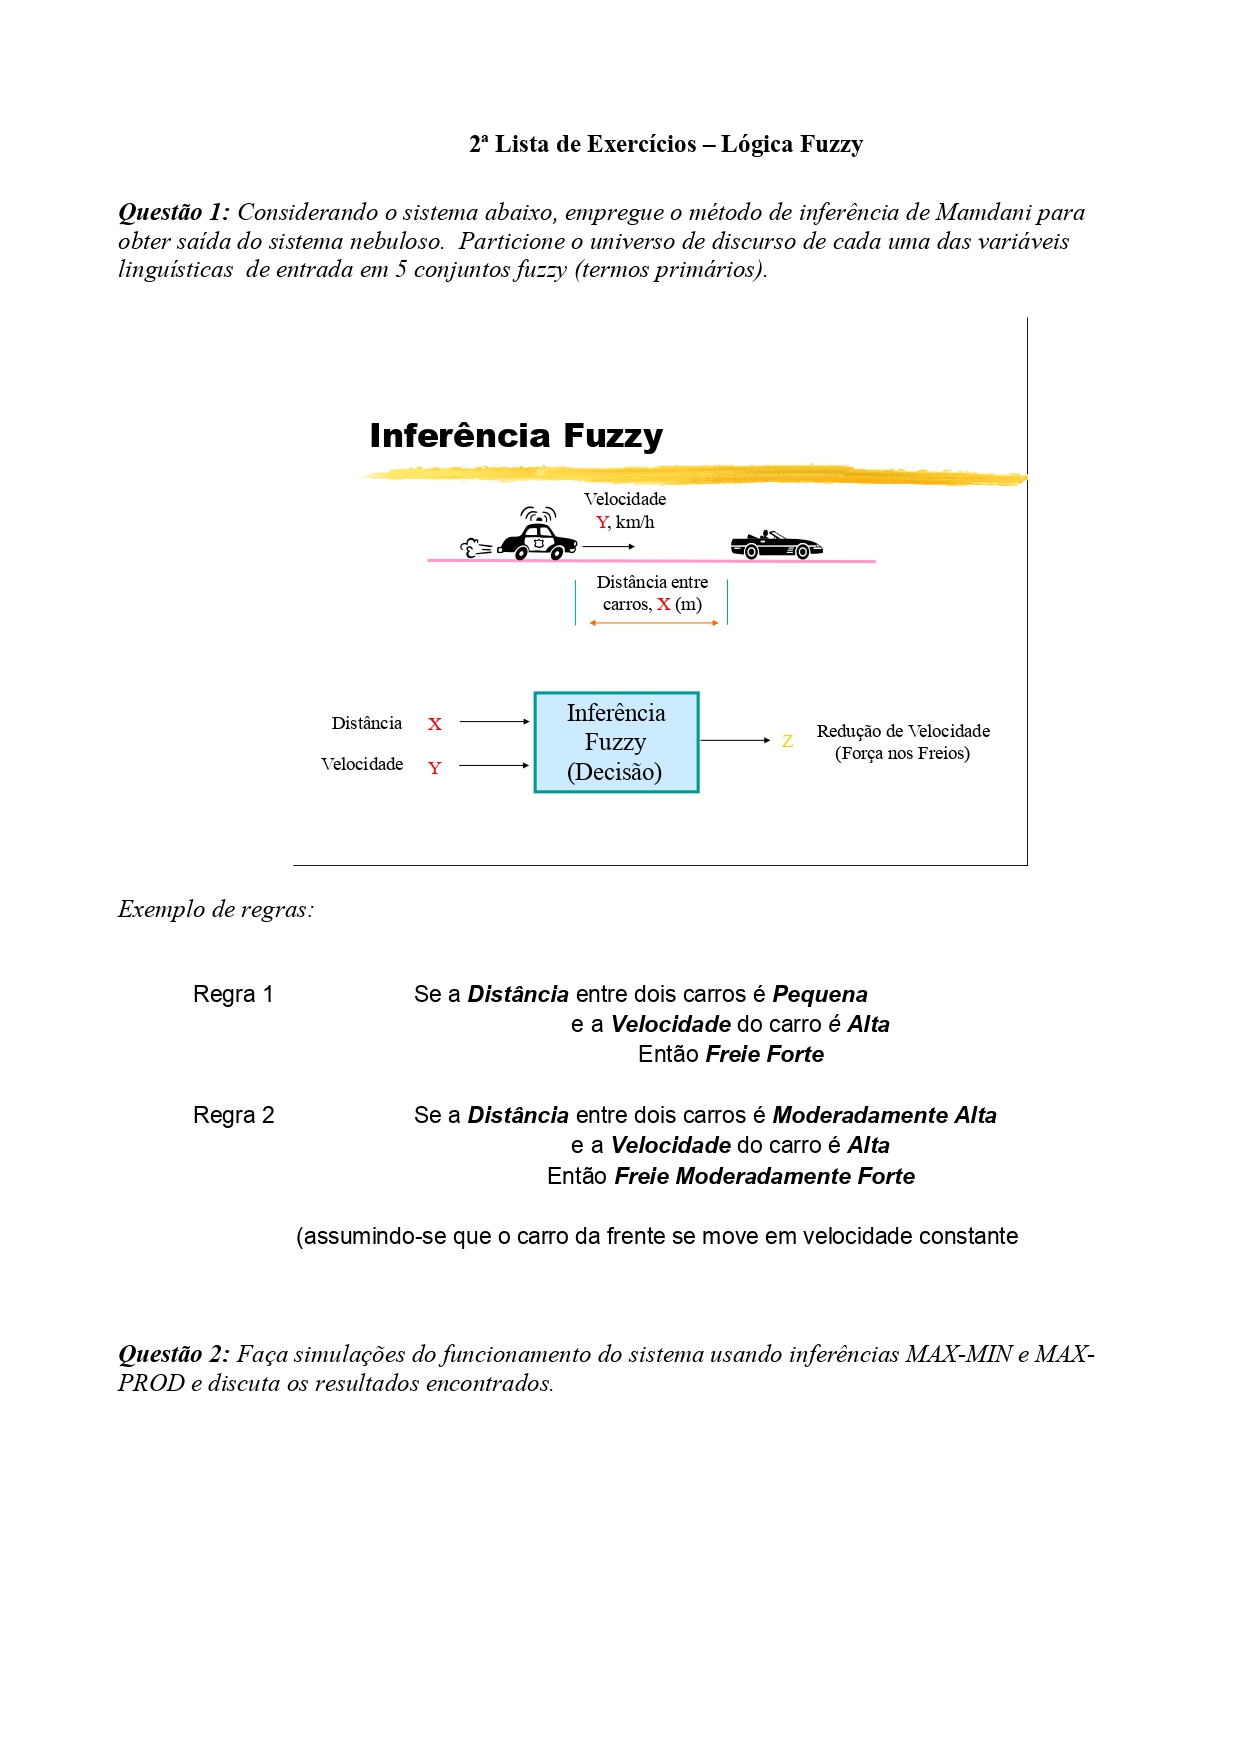 2ª Lista de Exercícios – Lógica Fuzzy
Questão 1: Considerando o sistema abaixo, empregue o método de inferência de Mamdani para
obter saída do sistema nebuloso. Particione o universo de discurso de cada uma das variáveis
linguísticas de entrada em 5 conjuntos fuzzy (termos primários).
Inferência Fuzzy
Velocidade
Y, km/h
Distância entre
carros, X (m)
Distância X
Velocidade Y
Inferência
Fuzzy
(Decisão)
Z
Redução de Velocidade
(Força nos Freios)
Exemplo de regras:
Regra 1 Se a Distância entre dois carros é Pequena
e a Velocidade do carro é Alta
Então Freie Forte
Regra 2 Se a Distância entre dois carros é Moderadamente Alta
e a Velocidade do carro é Alta
Então Freie Moderadamente Forte
(assumindo-se que o carro da frente se move em velocidade constante
Questão 2: Faça simulações do funcionamento do sistema usando inferências MAX-MIN e MAX-
PROD e discuta os resultados encontrados.